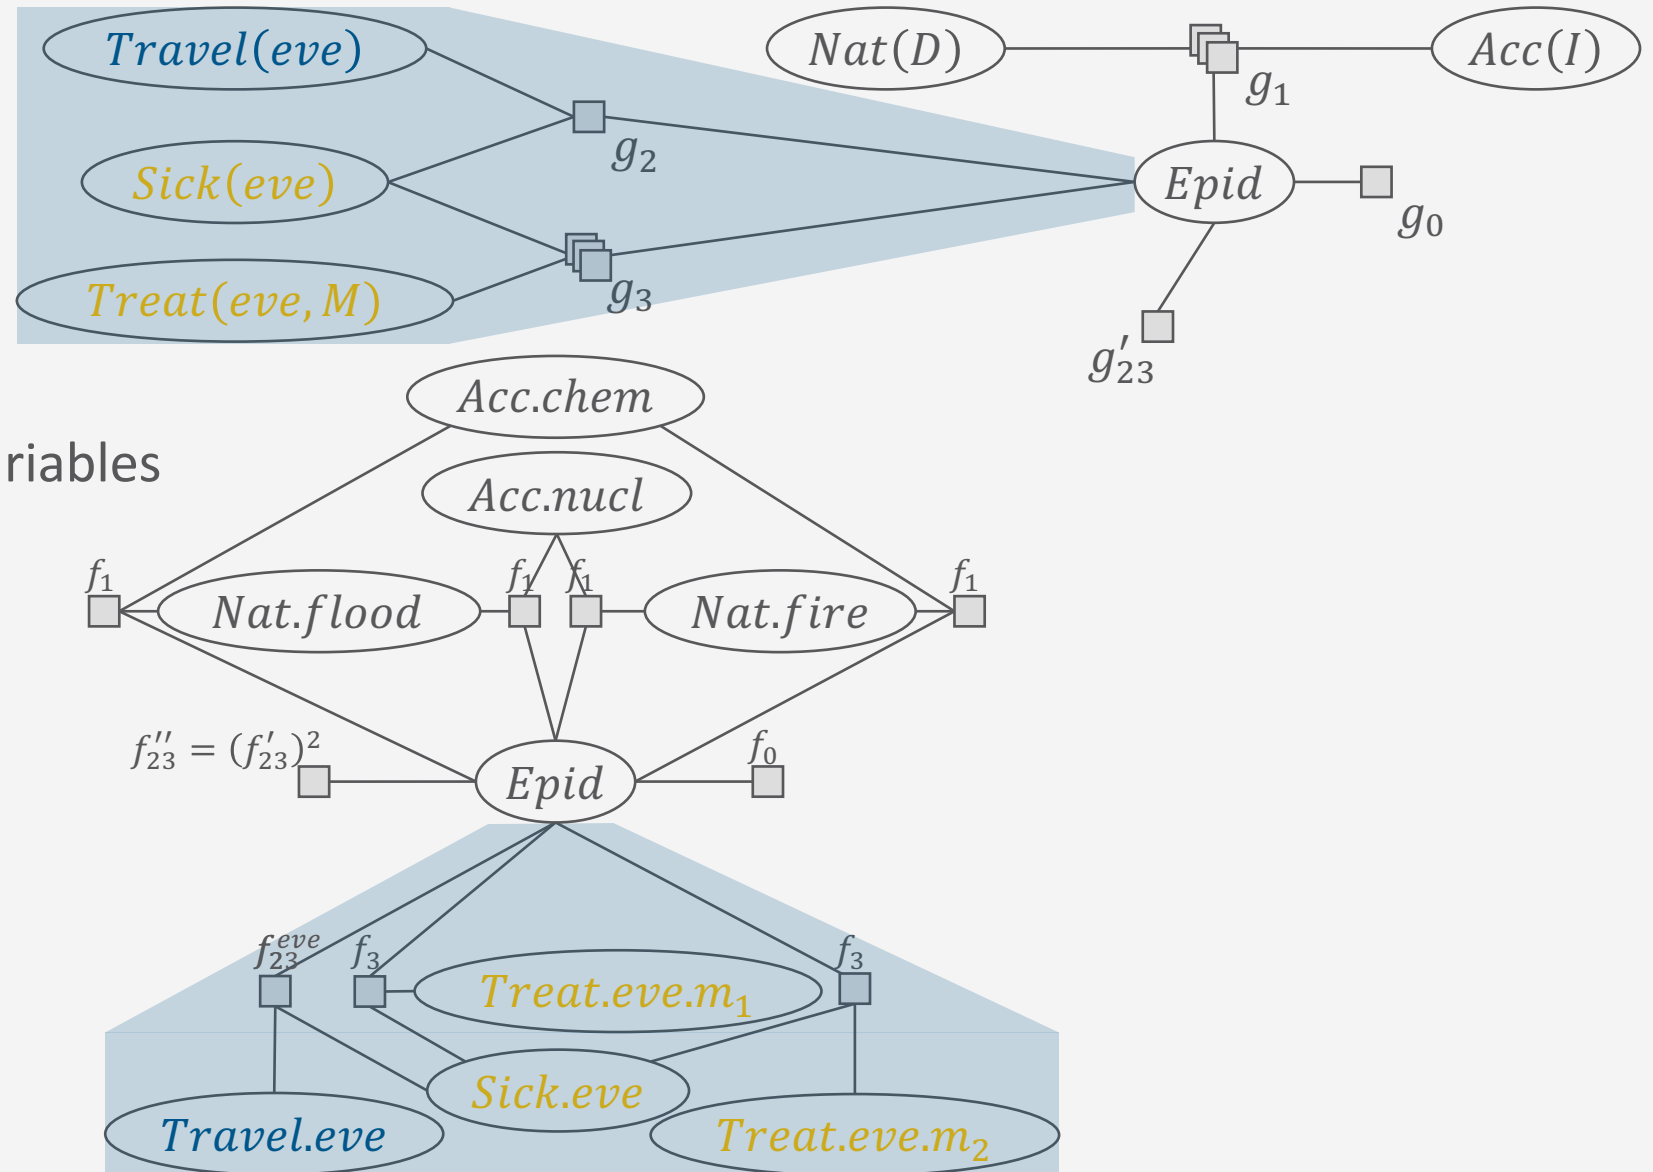 Travel(eve)
Nat(D)
Acc(I)
g₁
g₂
Sick(eve)
Epid
g₀
Treat(eve, M)
g₃
g′₂₃
Acc.chem
riables
Acc.nucl
f₁
f₁
f₁
f₁
Nat.flood
Nat.fire
f″₂₃ = (f′₂₃)²
f₀
Epid
f₂₃^eve
f₃
f₃
Treat.eve.m₁
Sick.eve
Travel.eve
Treat.eve.m₂